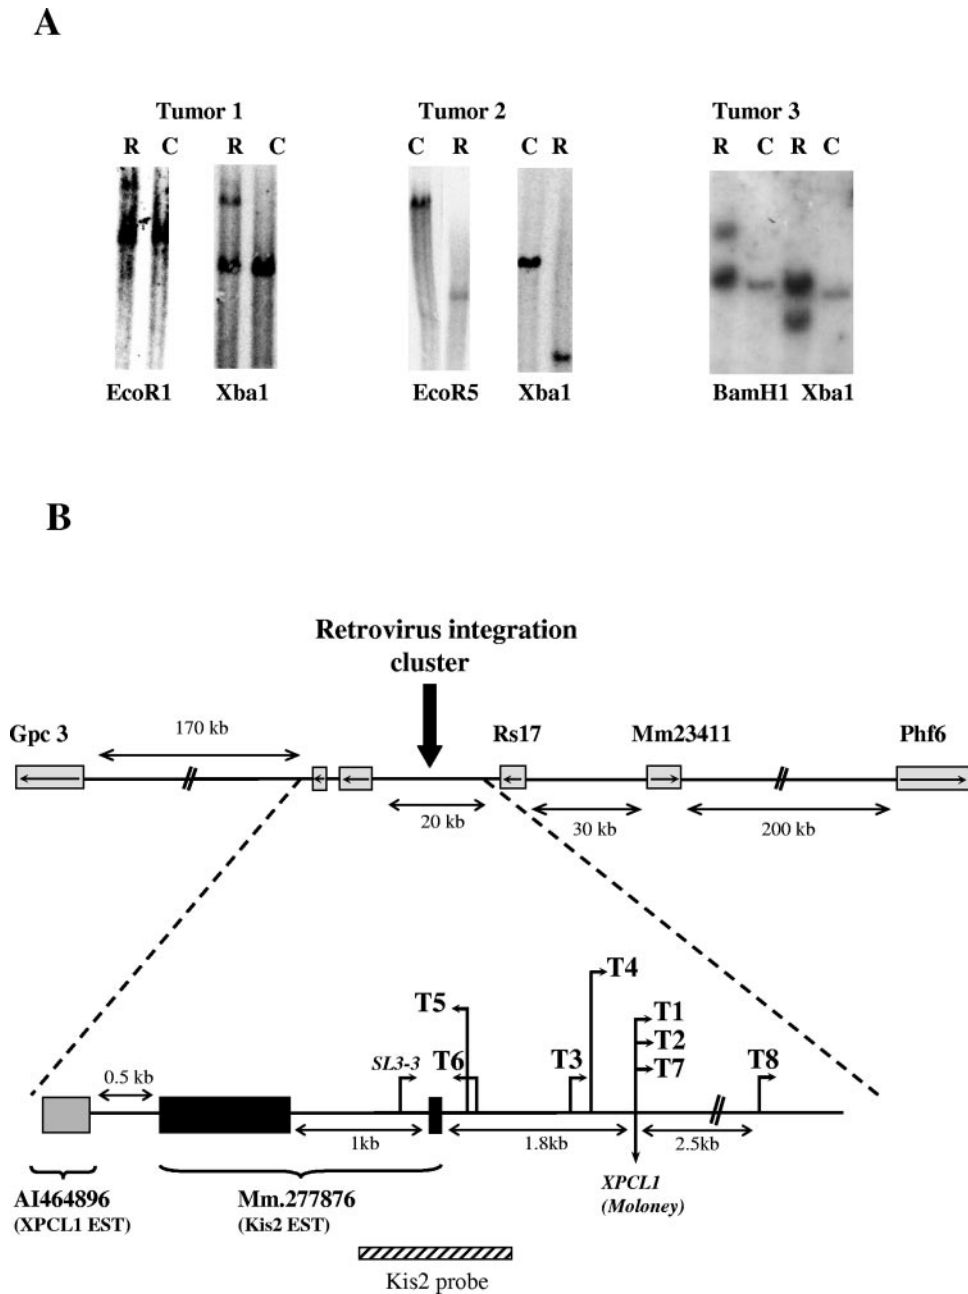 A
Tumor 1 Tumor 2 Tumor 3
R C R C C R C R R C R C
EcoR1 Xba1 EcoR5 Xba1 BamH1 Xba1
B
Retrovirus integration
cluster
Gpc 3 170 kb Rs17 Mm23411 Phf6
20 kb 30 kb 200 kb
T4
T5 T1
T2
SL3-3 T6 T3 T7 T8
0.5 kb
1kb 1.8kb 2.5kb
AI464896 Mm.277876 XPCL1
(XPCL1 EST) (Kis2 EST) (Moloney)
Kis2 probe